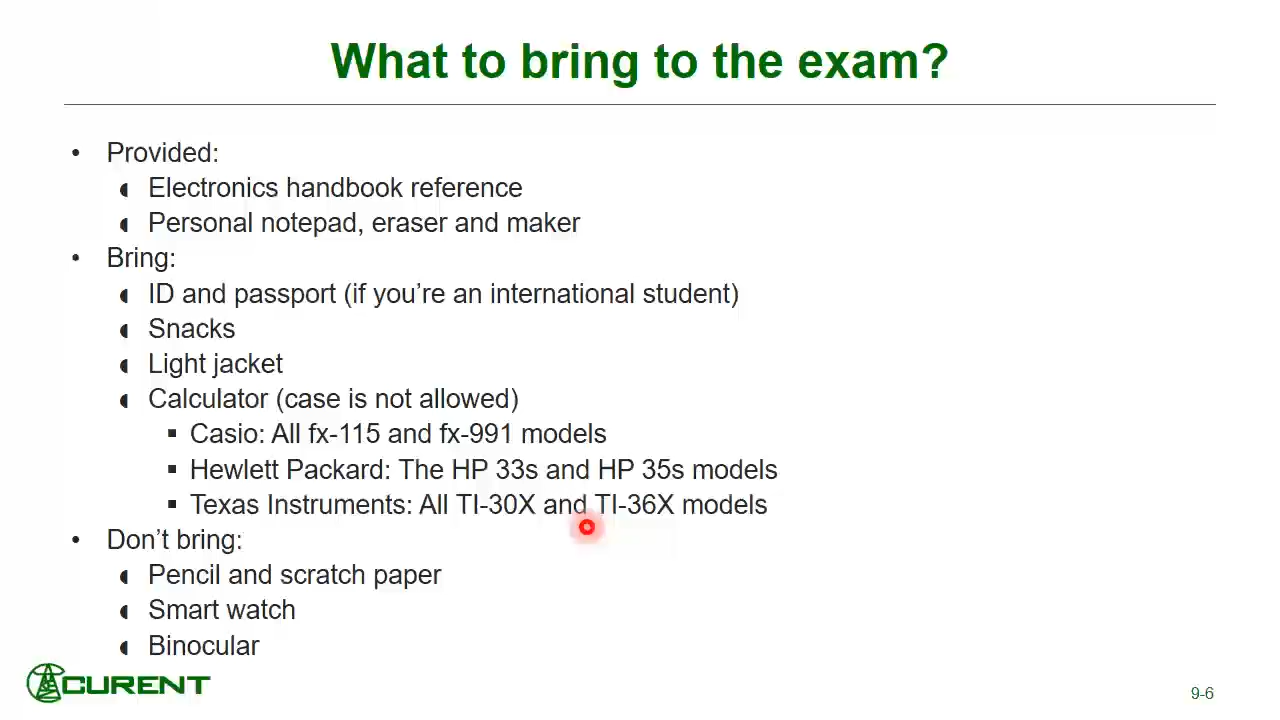 What to bring to the exam?
• Provided:
Electronics handbook reference
Personal notepad, eraser and maker
• Bring:
ID and passport (if you're an international student)
Snacks
Light jacket
Calculator (case is not allowed)
▪ Casio: All fx-115 and fx-991 models
▪ Hewlett Packard: The HP 33s and HP 35s models
▪ Texas Instruments: All TI-30X and TI-36X models
• Don't bring:
Pencil and scratch paper
Smart watch
Binocular
CURENT
9-6